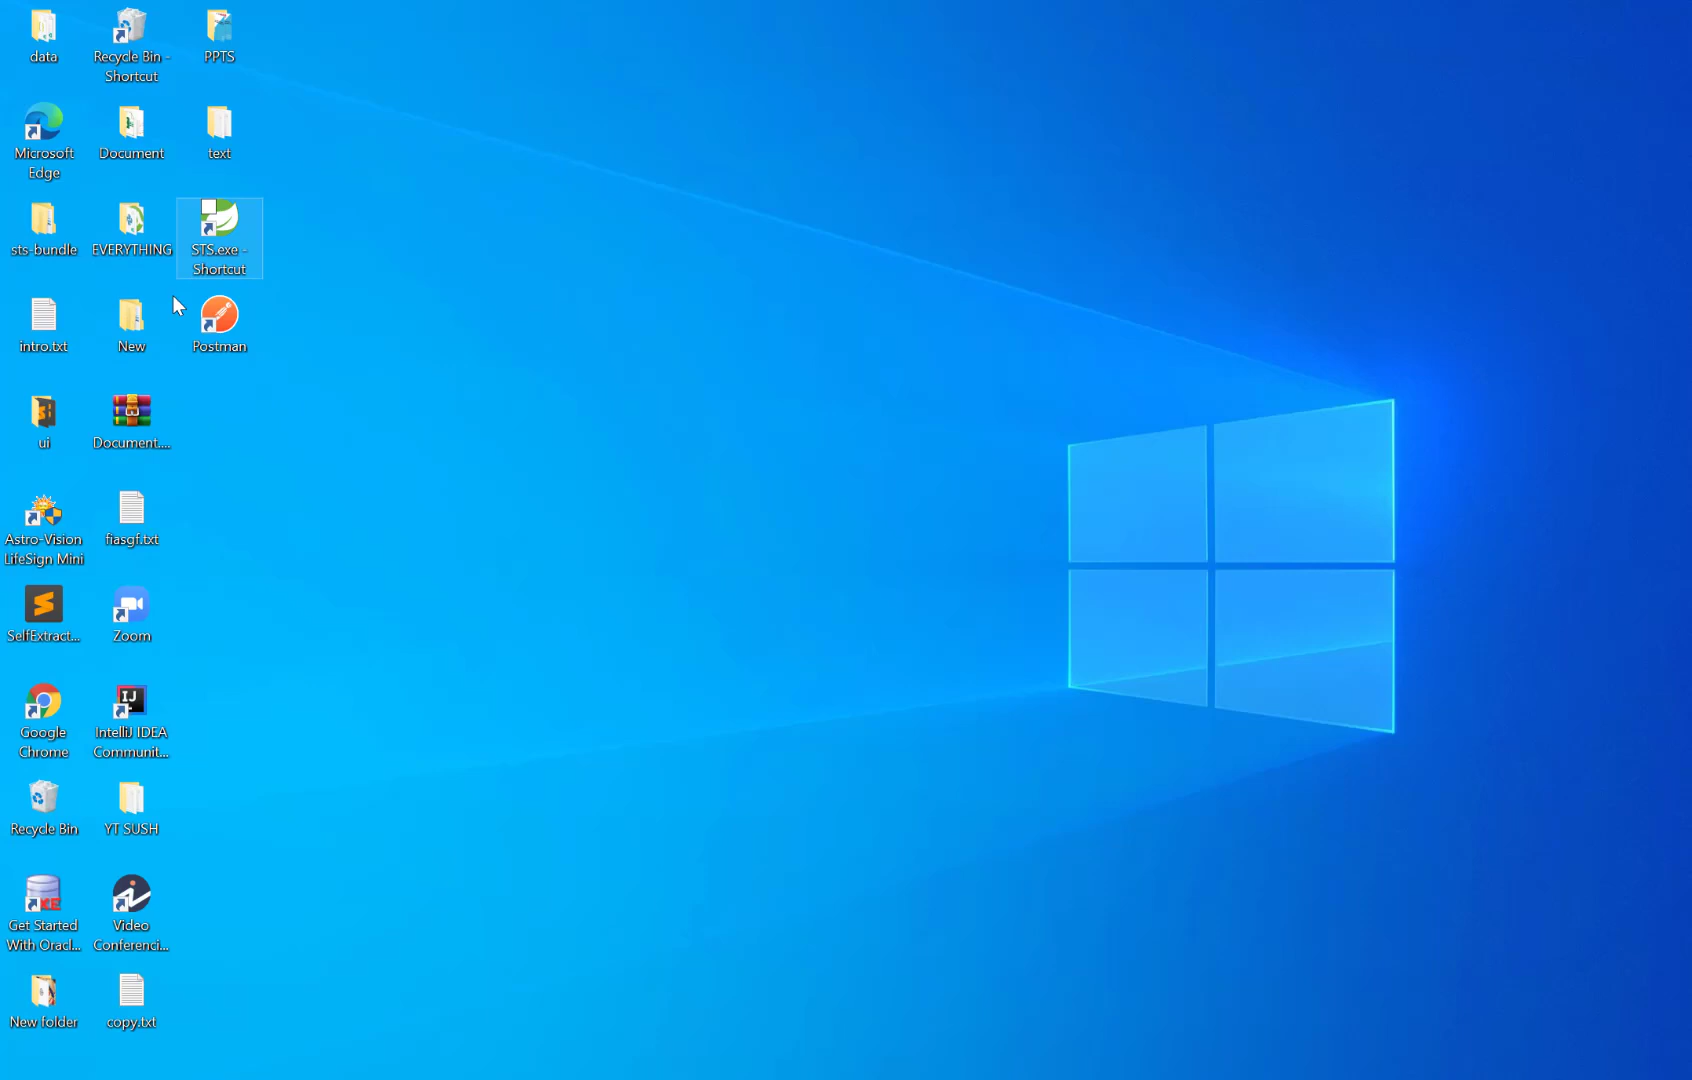 data
Recycle Bin -
Shortcut
PPTS
Microsoft
Edge
Document
text
sts-bundle
EVERYTHING
STS.exe -
Shortcut
intro.txt
New
Postman
ui
Document....
Astro-Vision
LifeSign Mini
fiasgf.txt
SelfExtract...
Zoom
Google
Chrome
IJ
IntelliJ IDEA
Communit...
Recycle Bin
YT SUSH
XE
Get Started
With Oracl...
Video
Conferenci...
New folder
copy.txt